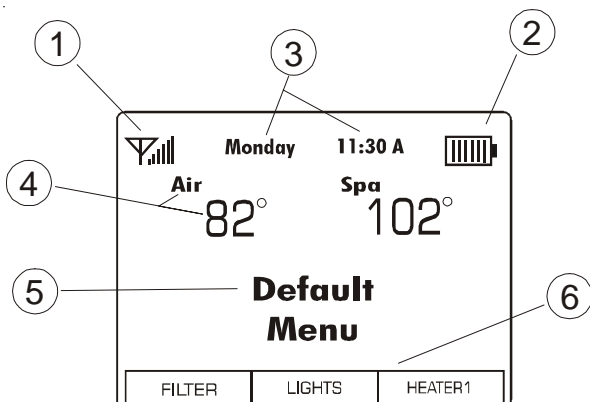 1
3
2
Monday 11:30 A
4
Air Spa
82° 102°
5
Default
Menu
6
FILTER LIGHTS HEATER1